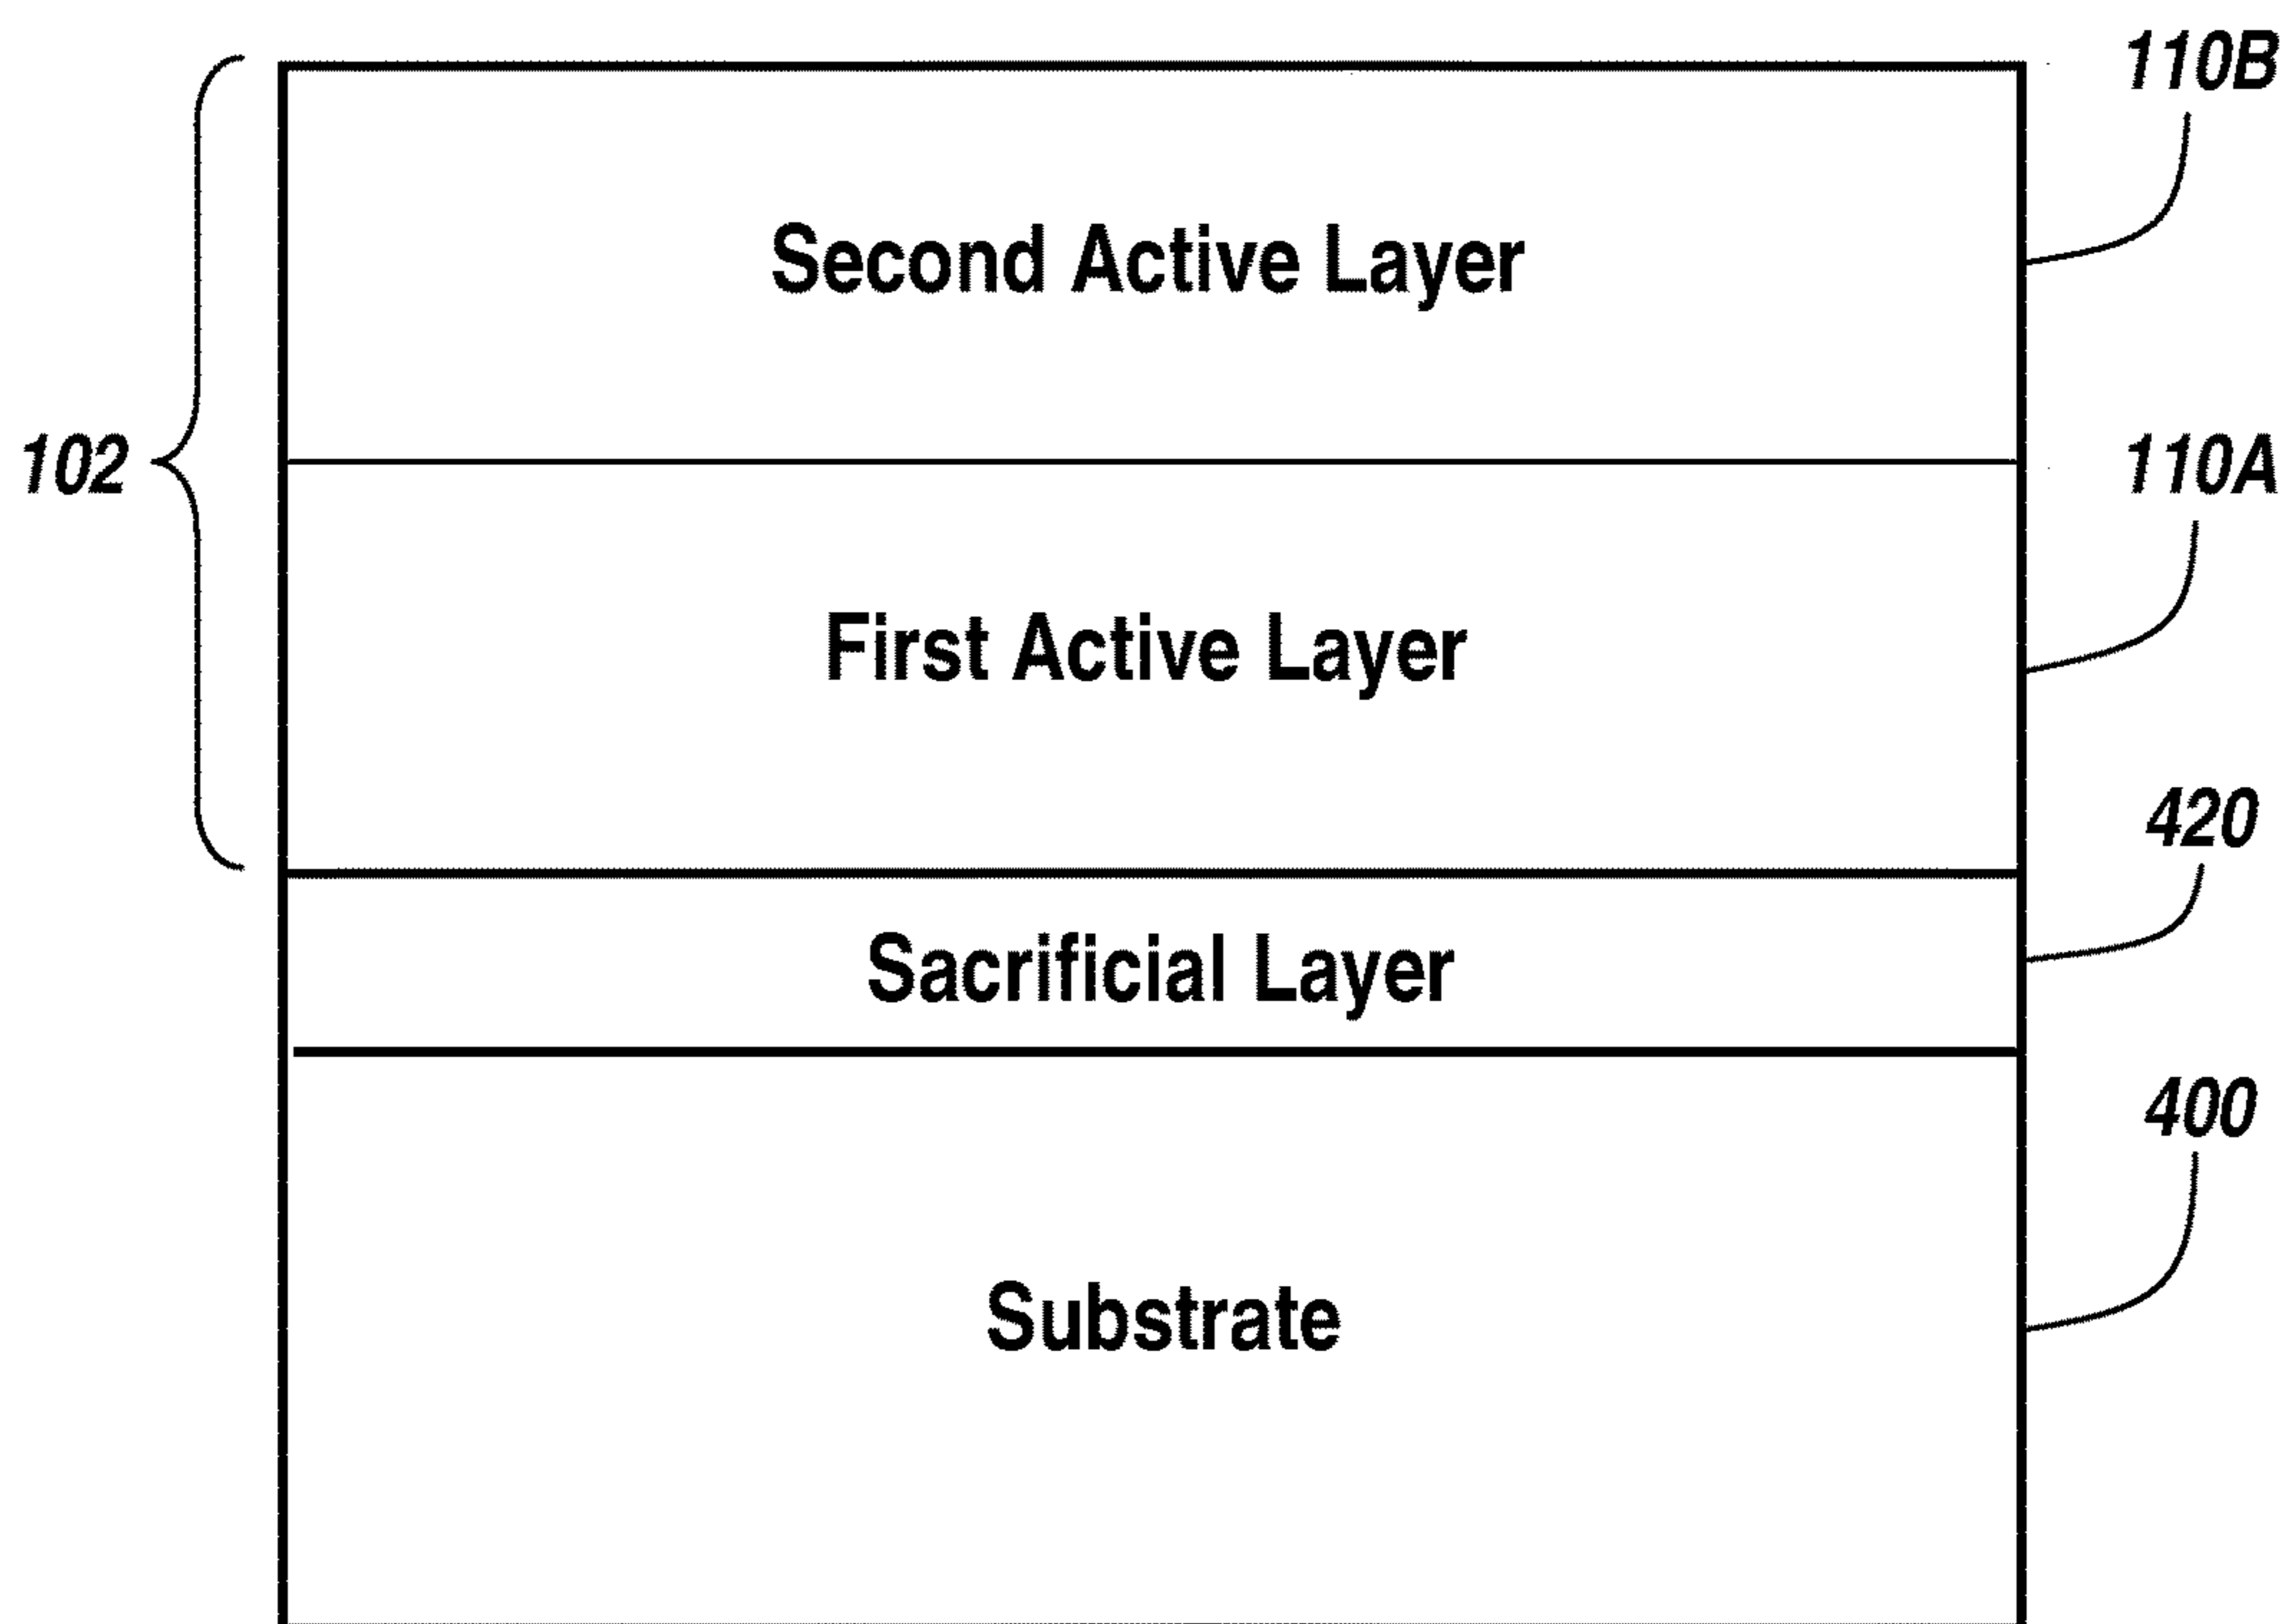 110B
Second Active Layer
102
110A
First Active Layer
420
Sacrificial Layer
400
Substrate